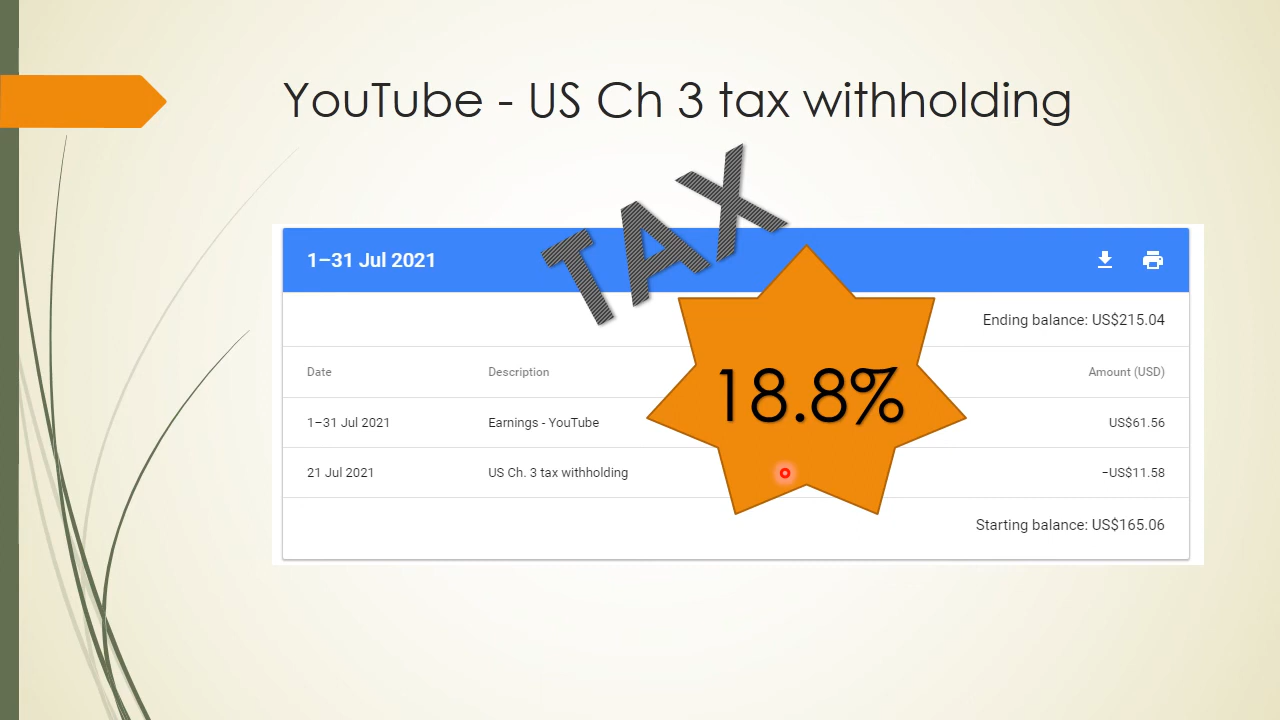 YouTube - US Ch 3 tax withholding
TAX
1–31 Jul 2021
Ending balance: US$215.04
Date Description Amount (USD)
18.8%
1–31 Jul 2021 Earnings - YouTube US$61.56
21 Jul 2021 US Ch. 3 tax withholding −US$11.58
Starting balance: US$165.06